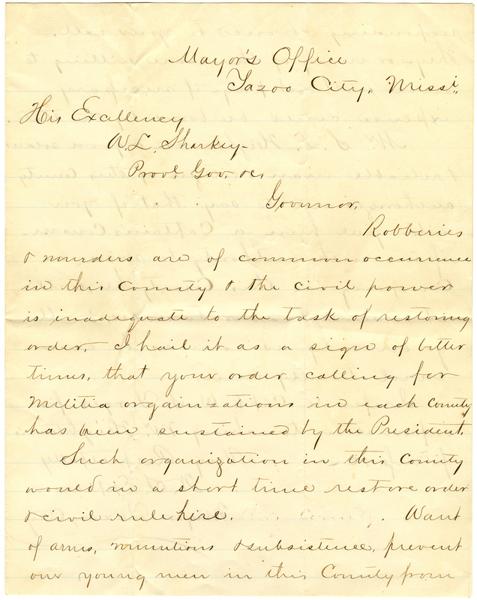 Mayor's Office
Yazoo City, Missi.
His Excellency
W. L. Sharkey-
Provl. Gov. &c
Governor,
Robberies
& murders are of common occurrence
in this County & the civil power
is inadequate to the task of restoring
order. I hail it as a sign of better
times, that your order calling for
Militia organizations in each County
has been sustained by the President.
Such organization in this County
would in a short time restore order
& civil rule here. Want
of arms, munitions & subsistence, prevent
our young men in this County from